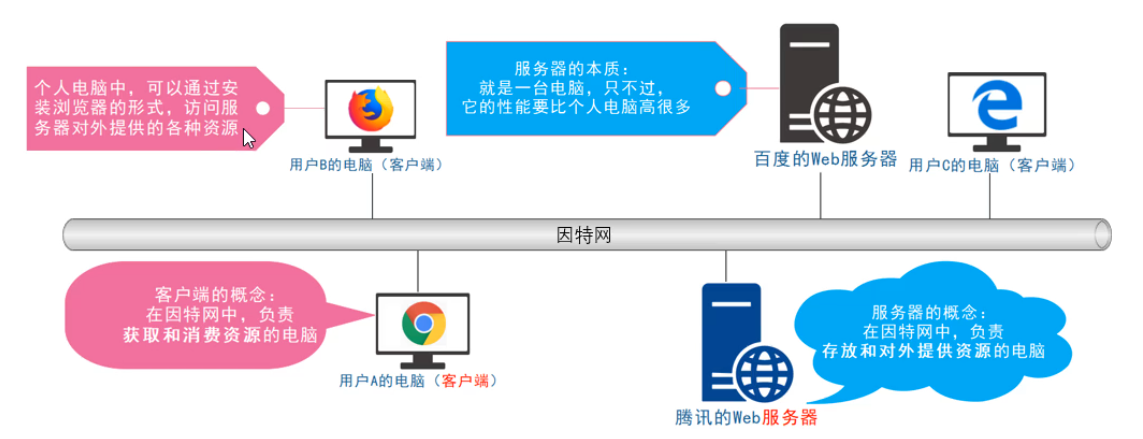 个人电脑中，可以通过安
装浏览器的形式，访问服
务器对外提供的各种资源
用户B的电脑（客户端）
服务器的本质：
就是一台电脑，只不过，
它的性能要比个人电脑高很多
百度的Web服务器
用户C的电脑（客户端）
因特网
客户端的概念：
在因特网中，负责
获取和消费资源的电脑
用户A的电脑（客户端）
腾讯的Web服务器
服务器的概念：
在因特网中，负责
存放和对外提供资源的电脑